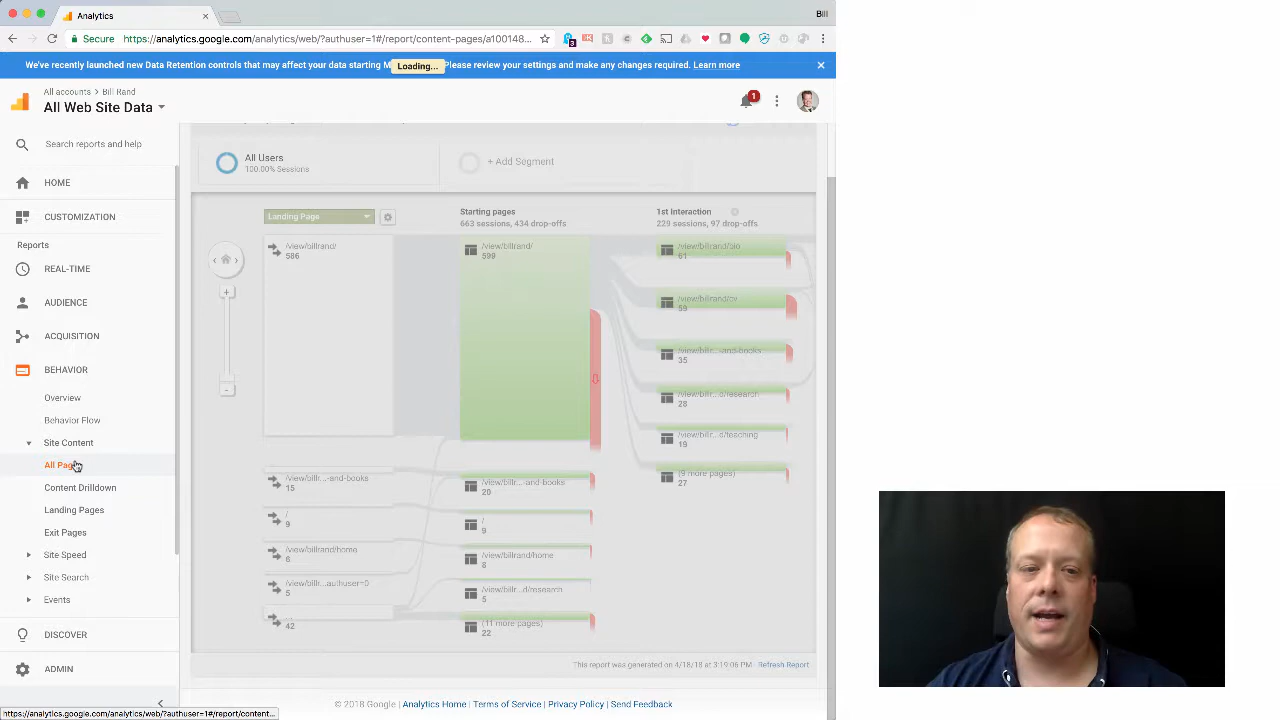 Analytics
Bill
Secure https://analytics.google.com/analytics/web/?authuser=1#/report/content-pages/a100148...
3
We've recently launched new Data Retention controls that may affect your data starting M
Loading...
Please review your settings and make any changes required. Learn more
All accounts > Bill Rand
All Web Site Data
1
Search reports and help
HOME
CUSTOMIZATION
Reports
REAL-TIME
AUDIENCE
ACQUISITION
BEHAVIOR
Overview
Behavior Flow
Site Content
All Pag
Content Drilldown
Landing Pages
Exit Pages
Site Speed
Site Search
Events
DISCOVER
ADMIN
All Users
100.00% Sessions
+ Add Segment
Landing Page
Starting pages
663 sessions, 434 drop-offs
1st Interaction
229 sessions, 97 drop-offs
/view/billrand/
586
/view/billr...-and-books
15
/
9
/view/billrand/home
6
/view/billr...authuser=0
5
...
42
/view/billrand/
599
/view/billr...-and-books
20
/
9
/view/billrand/home
8
/view/billr...d/research
5
(11 more pages)
22
/view/billrand/bio
61
/view/billrand/cv
59
/view/billr...-and-books
35
/view/billr...d/research
28
/view/billr...d/teaching
19
(9 more pages)
27
This report was generated on 4/18/18 at 3:19:06 PM - Refresh Report
© 2018 Google | Analytics Home | Terms of Service | Privacy Policy | Send Feedback
https://analytics.google.com/analytics/web/?authuser=1#/report/content...